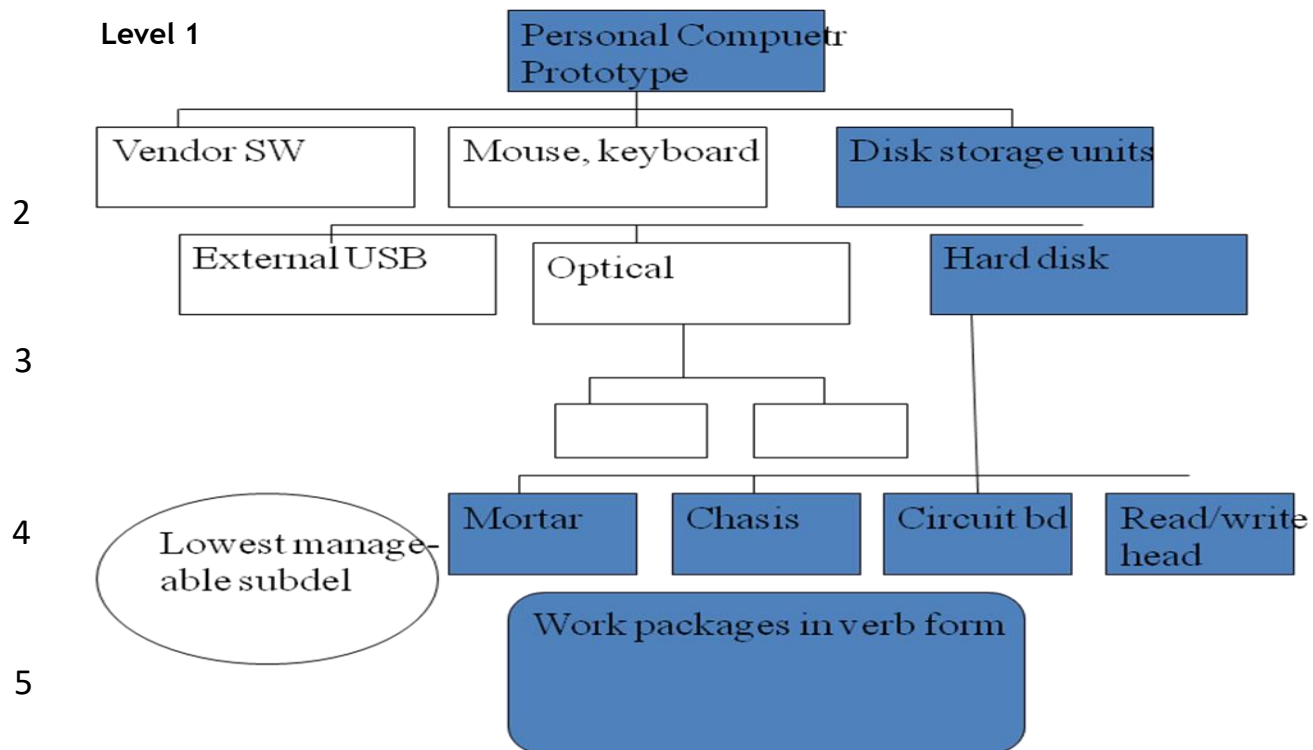 Level 1
Personal Compuetr
Prototype
Vendor SW
Mouse, keyboard
Disk storage units
2
External USB
Optical
Hard disk
3
4
Lowest manage-
able subdel
Mortar
Chasis
Circuit bd
Read/write
head
Work packages in verb form
5